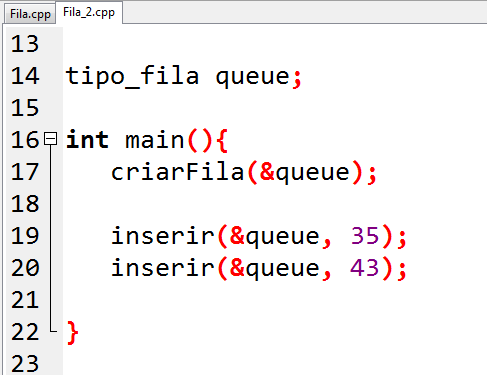 Fila.cpp Fila_2.cpp
13
14 tipo_fila queue;
15
16 int main(){
17 criarFila(&queue);
18
19 inserir(&queue, 35);
20 inserir(&queue, 43);
21
22 }
23